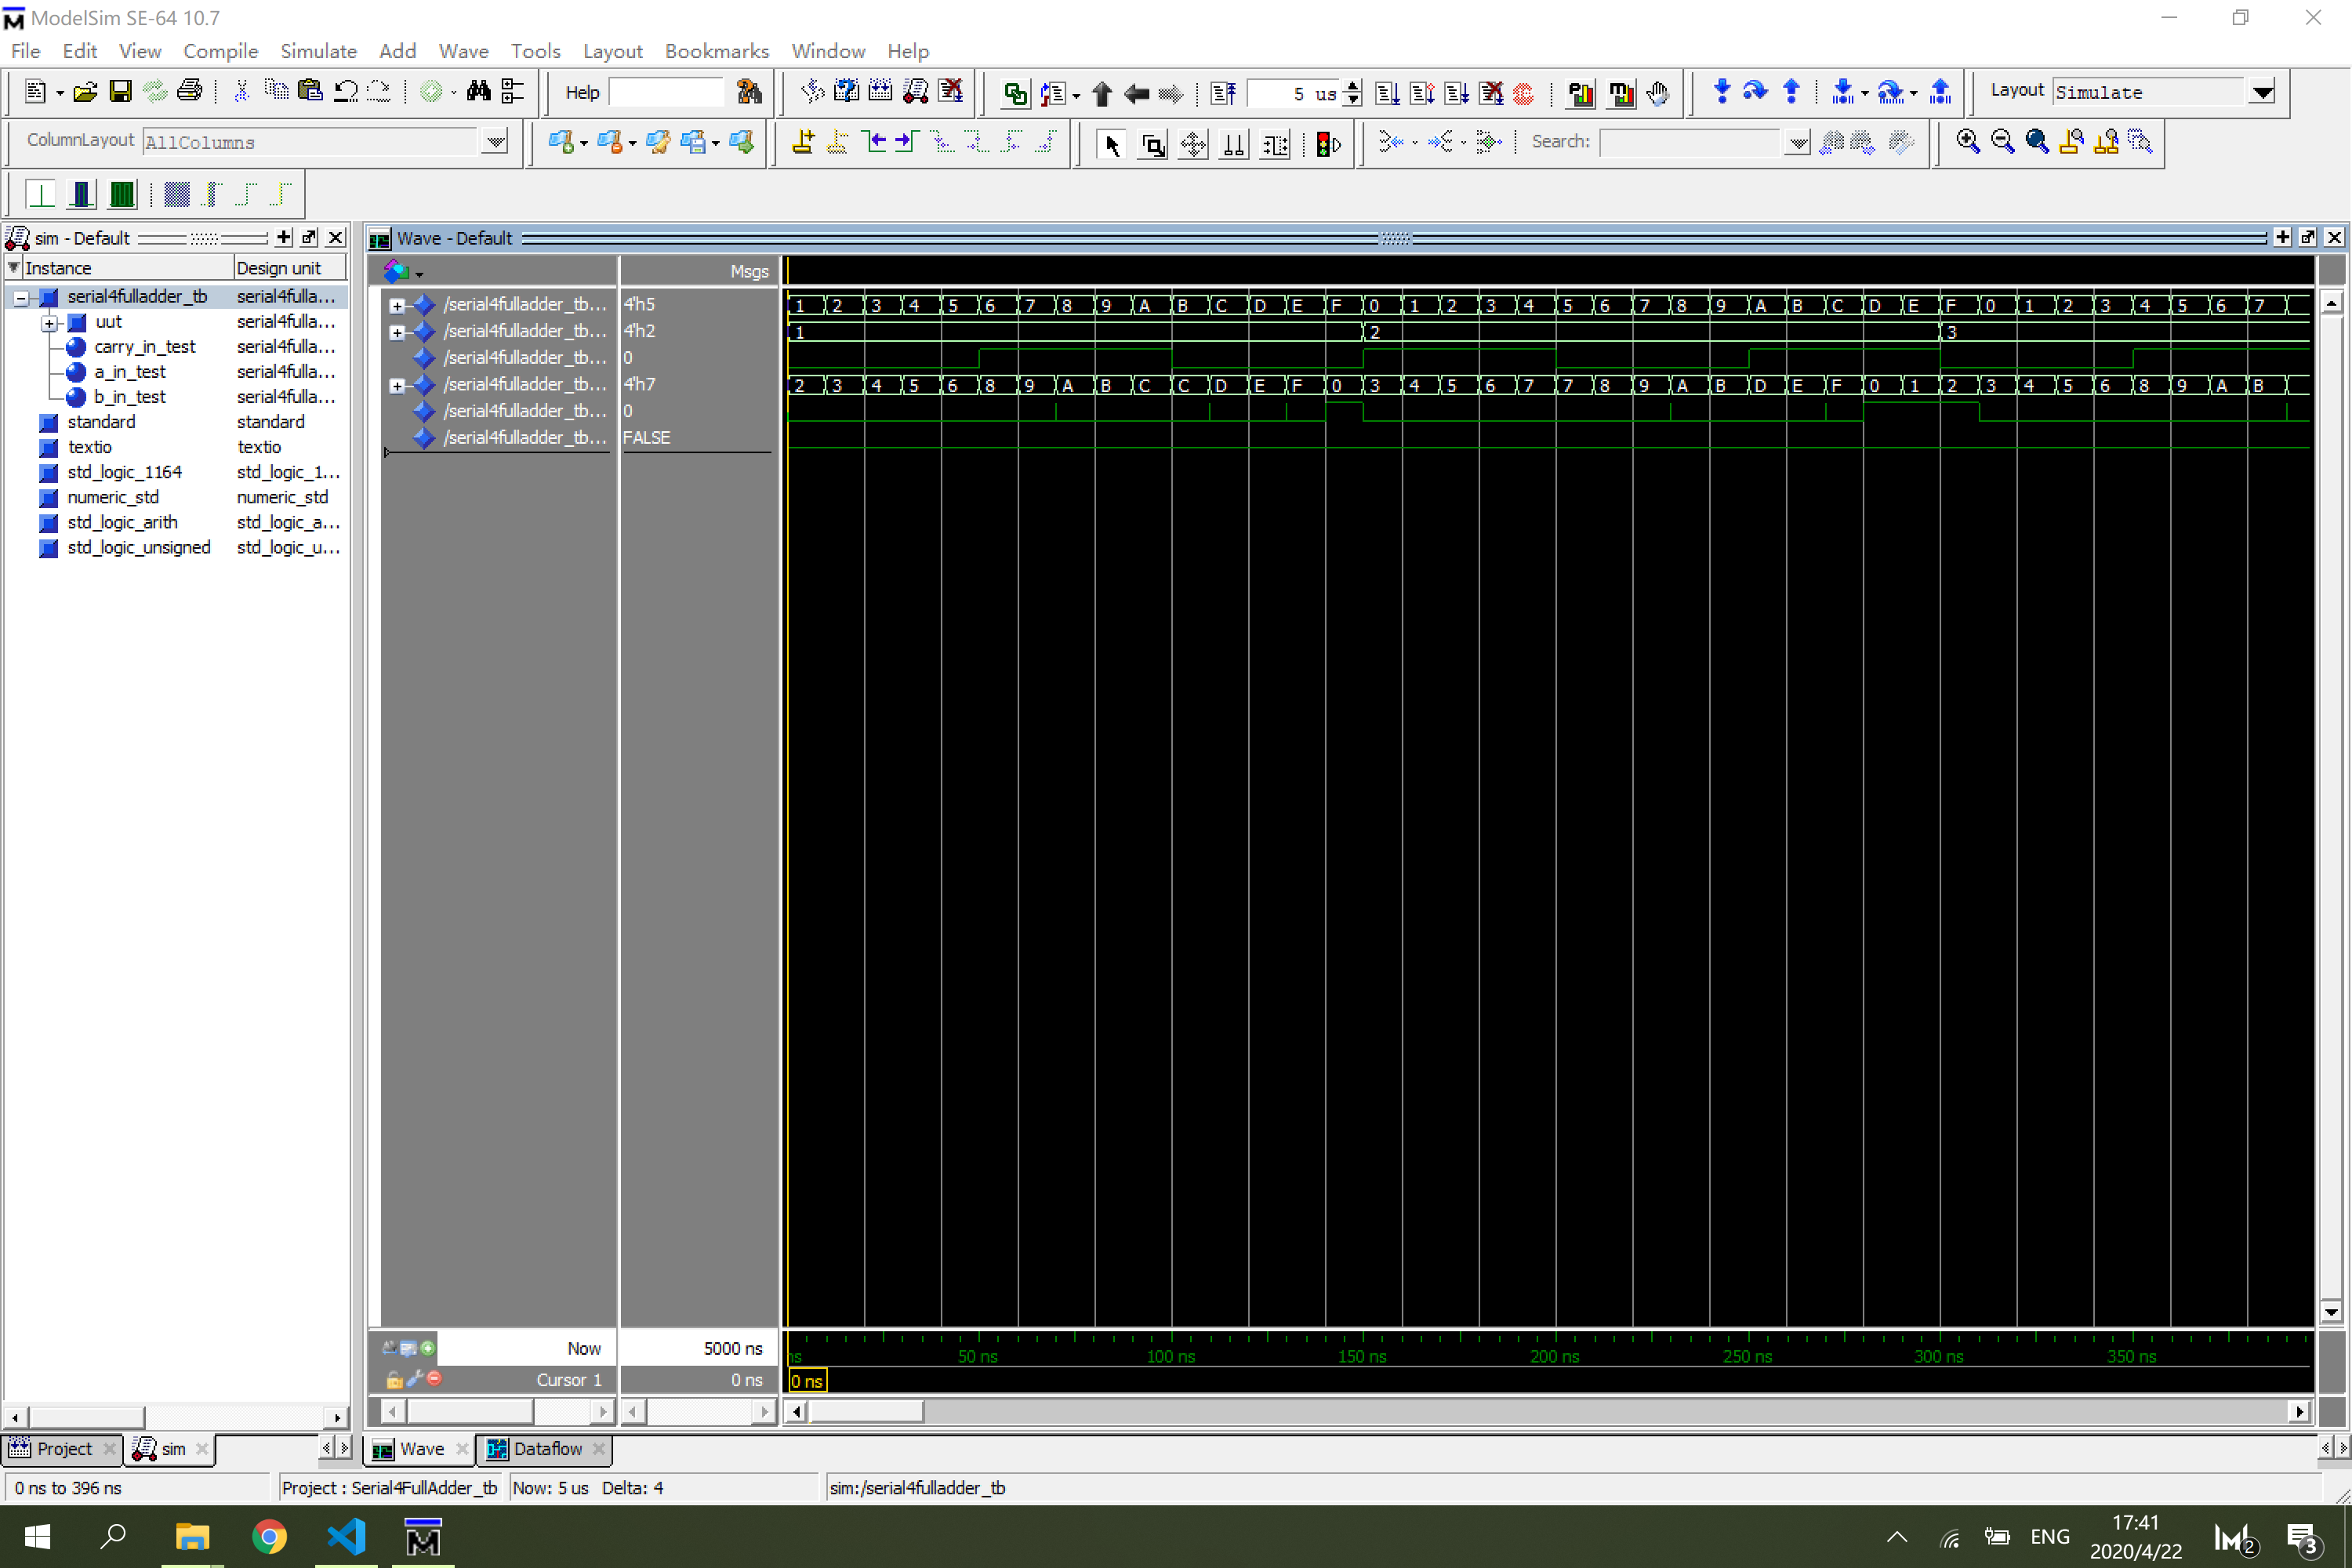 ModelSim SE-64 10.7
File Edit View Compile Simulate Add Wave Tools Layout Bookmarks Window Help
Help 5 us Layout Simulate
ColumnLayout AllColumns Search:
sim - Default
Wave - Default
Instance Design unit
Msgs
serial4fulladder_tb serial4fulla...
uut serial4fulla...
carry_in_test serial4fulla...
a_in_test serial4fulla...
b_in_test serial4fulla...
standard standard
textio textio
std_logic_1164 std_logic_1...
numeric_std numeric_std
std_logic_arith std_logic_a...
std_logic_unsigned std_logic_u...
/serial4fulladder_tb... 4'h5 1 2 3 4 5 6 7 8 9 A B C D E F 0 1 2 3 4 5 6 7 8 9 A B C D E F 0 1 2 3 4 5 6 7
/serial4fulladder_tb... 4'h2 1 2 3
/serial4fulladder_tb... 0
/serial4fulladder_tb... 4'h7 2 3 4 5 6 8 9 A B C C D E F 0 3 4 5 6 7 7 8 9 A B D E F 0 1 2 3 4 5 6 8 9 A B
/serial4fulladder_tb... 0
/serial4fulladder_tb... FALSE
Now 5000 ns ns 50 ns 100 ns 150 ns 200 ns 250 ns 300 ns 350 ns
Cursor 1 0 ns 0 ns
Project sim Wave Dataflow
0 ns to 396 ns Project : Serial4FullAdder_tb Now: 5 us Delta: 4 sim:/serial4fulladder_tb
ENG 17:41
2020/4/22
2 3